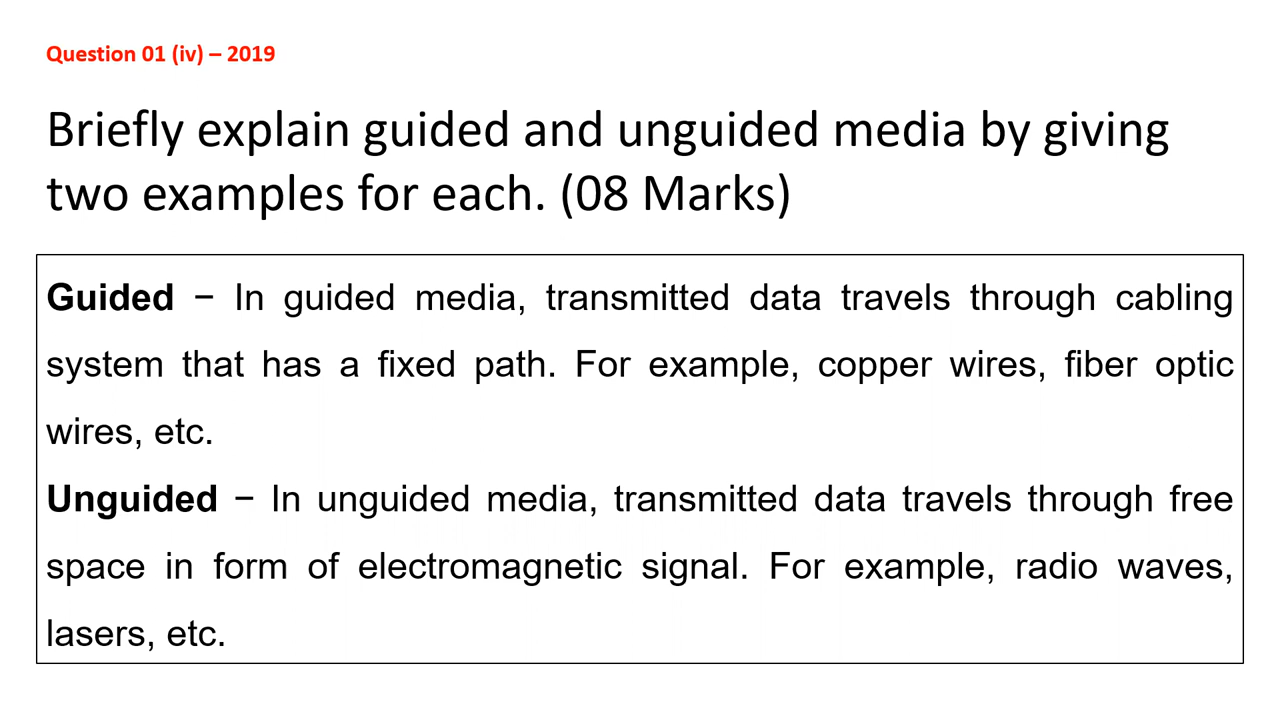 Question 01 (iv) – 2019
Briefly explain guided and unguided media by giving
two examples for each. (08 Marks)
Guided − In guided media, transmitted data travels through cabling
system that has a fixed path. For example, copper wires, fiber optic
wires, etc.
Unguided − In unguided media, transmitted data travels through free
space in form of electromagnetic signal. For example, radio waves,
lasers, etc.